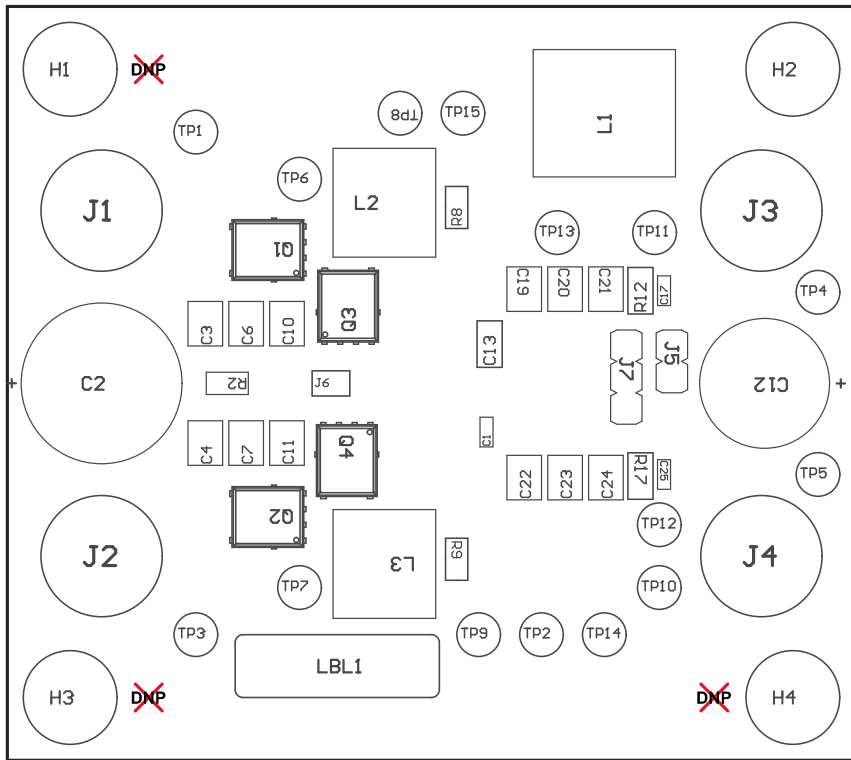 H1 DNP H2
TP1 TP8 TP15 L1
J1 TP6 L2 R8 J3
Q1 TP13 TP11
C19 C20 C21 R12 C17 TP4
C3 C6 C10 Q3 C13
C2 R2 J6 J7 J5 C12
+ +
C4 C7 C11 Q4 C1
C22 C23 C24 R17 C25 TP5
Q2 TP12
J2 L3 R9 J4
TP7 TP10
TP3 TP9 TP2 TP14
LBL1
H3 DNP DNP H4